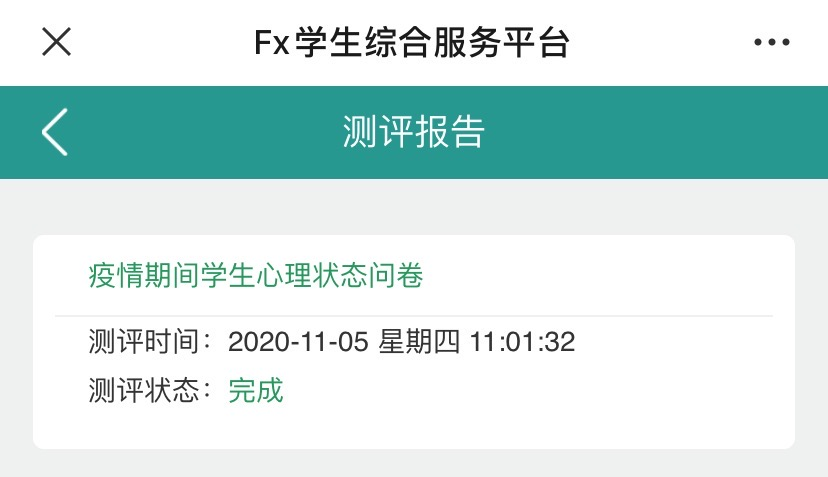 Fx学生综合服务平台
测评报告
疫情期间学生心理状态问卷
测评时间：2020-11-05 星期四 11:01:32
测评状态：完成